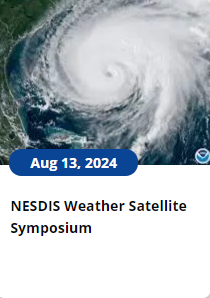 Aug 13, 2024
NESDIS Weather Satellite
Symposium